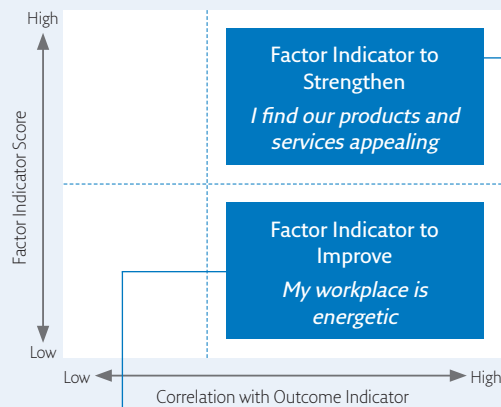 High
Factor Indicator to
Strengthen
I find our products and
services appealing
Factor Indicator Score
Factor Indicator to
Improve
My workplace is
energetic
Low
Low
High
Correlation with Outcome Indicator